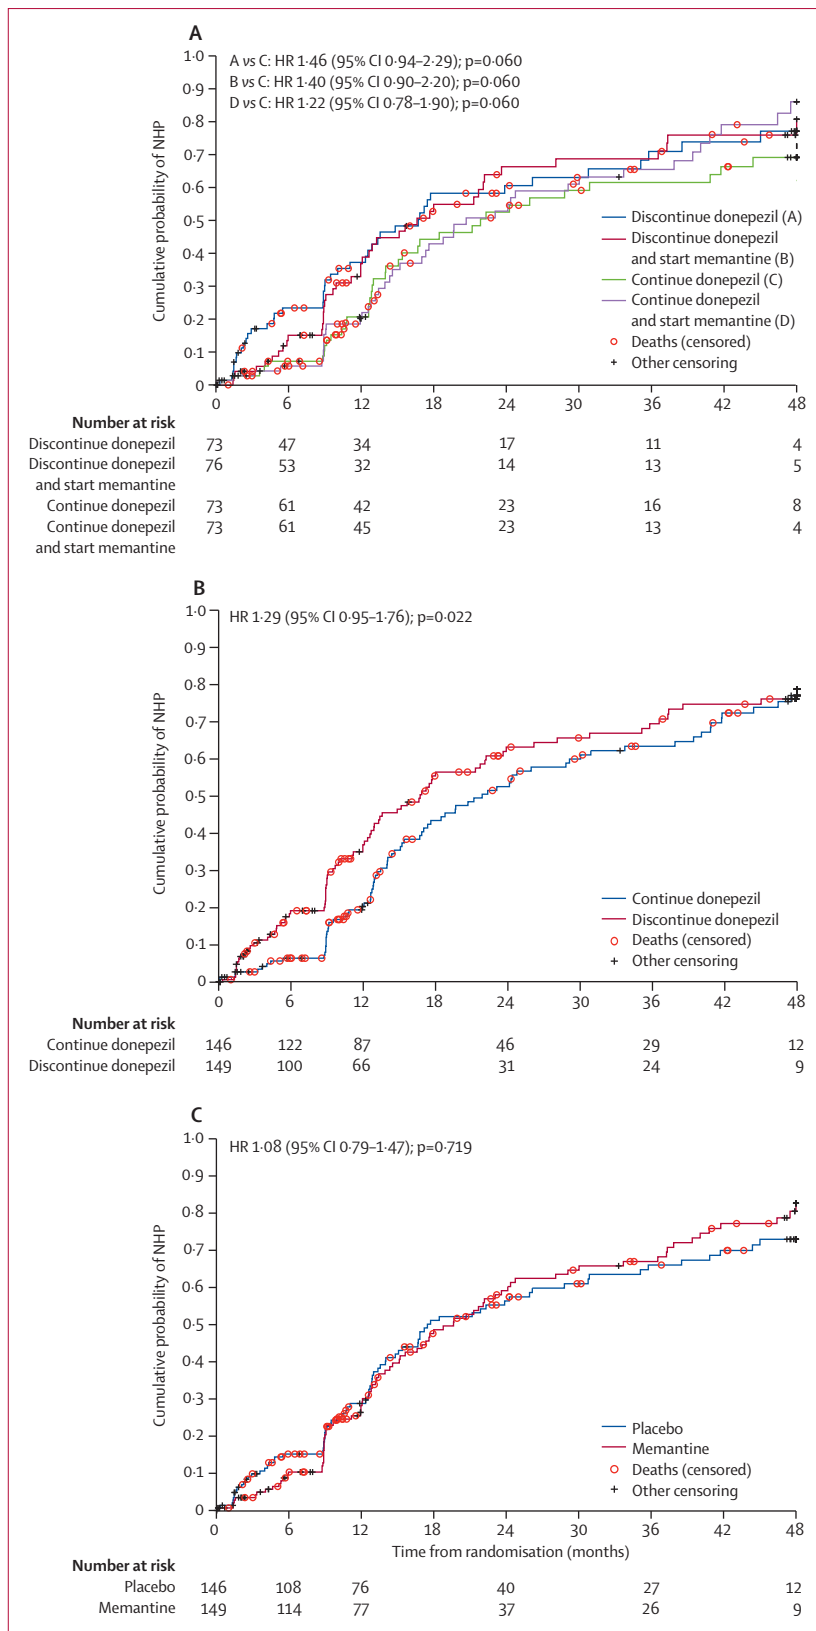 A
A vs C: HR 1·46 (95% CI 0·94–2·29); p=0·060
B vs C: HR 1·40 (95% CI 0·90–2·20); p=0·060
D vs C: HR 1·22 (95% CI 0·78–1·90); p=0·060
Cumulative probability of NHP
1·0
0·9
0·8
0·7
0·6
0·5
0·4
0·3
0·2
0·1
0
Discontinue donepezil (A)
Discontinue donepezil
and start memantine (B)
Continue donepezil (C)
Continue donepezil
and start memantine (D)
Deaths (censored)
Other censoring
0 6 12 18 24 30 36 42 48
Number at risk
Discontinue donepezil 73 47 34 17 11 4
Discontinue donepezil 76 53 32 14 13 5
and start memantine
Continue donepezil 73 61 42 23 16 8
Continue donepezil 73 61 45 23 13 4
and start memantine
B
HR 1·29 (95% CI 0·95–1·76); p=0·022
Cumulative probability of NHP
1·0
0·9
0·8
0·7
0·6
0·5
0·4
0·3
0·2
0·1
0
Continue donepezil
Discontinue donepezil
Deaths (censored)
Other censoring
0 6 12 18 24 30 36 42 48
Number at risk
Continue donepezil 146 122 87 46 29 12
Discontinue donepezil 149 100 66 31 24 9
C
HR 1·08 (95% CI 0·79–1·47); p=0·719
Cumulative probability of NHP
1·0
0·9
0·8
0·7
0·6
0·5
0·4
0·3
0·2
0·1
0
Placebo
Memantine
Deaths (censored)
Other censoring
0 6 12 18 24 30 36 42 48
Time from randomisation (months)
Number at risk
Placebo 146 108 76 40 27 12
Memantine 149 114 77 37 26 9